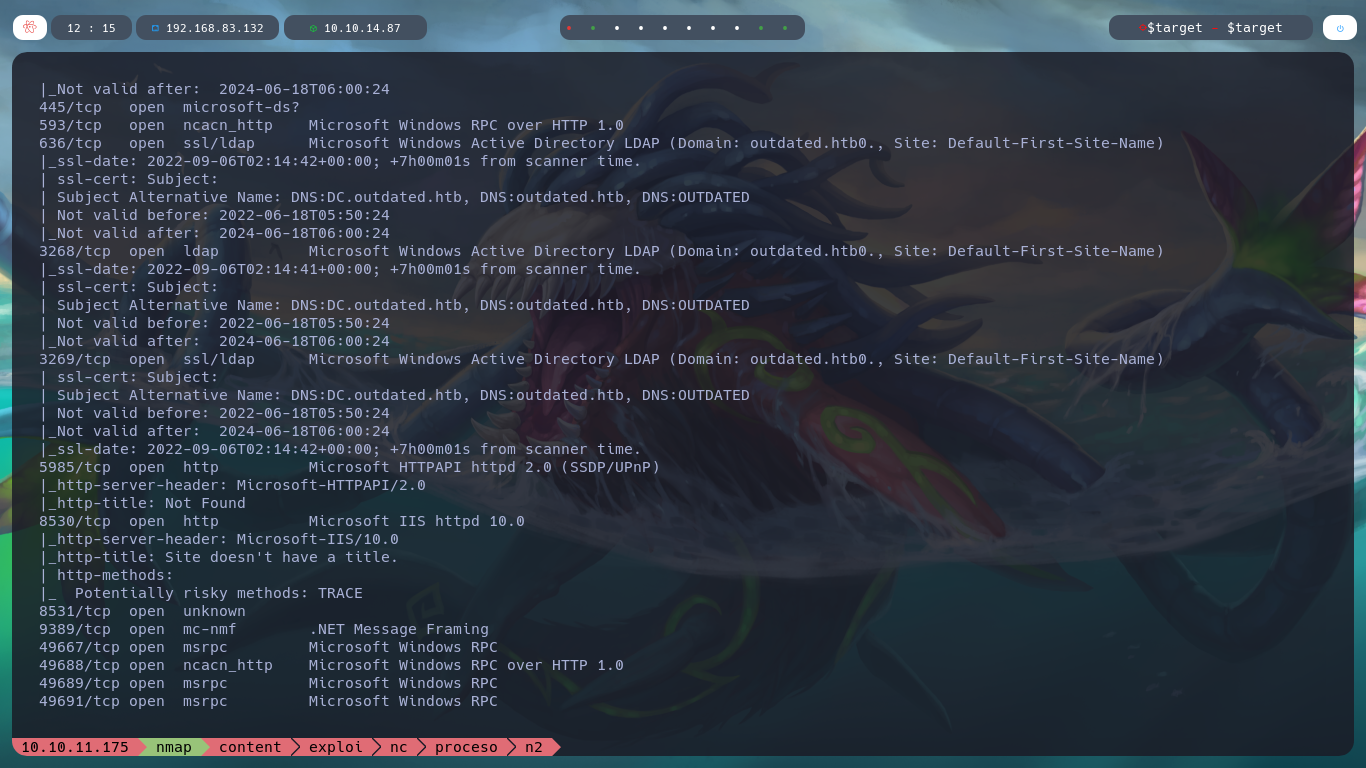 12 : 15 192.168.83.132 10.10.14.87 $target $target
|_Not valid after:  2024-06-18T06:00:24
445/tcp   open  microsoft-ds?
593/tcp   open  ncacn_http    Microsoft Windows RPC over HTTP 1.0
636/tcp   open  ssl/ldap      Microsoft Windows Active Directory LDAP (Domain: outdated.htb0., Site: Default-First-Site-Name)
|_ssl-date: 2022-09-06T02:14:42+00:00; +7h00m01s from scanner time.
| ssl-cert: Subject:
| Subject Alternative Name: DNS:DC.outdated.htb, DNS:outdated.htb, DNS:OUTDATED
| Not valid before: 2022-06-18T05:50:24
|_Not valid after:  2024-06-18T06:00:24
3268/tcp  open  ldap          Microsoft Windows Active Directory LDAP (Domain: outdated.htb0., Site: Default-First-Site-Name)
|_ssl-date: 2022-09-06T02:14:41+00:00; +7h00m01s from scanner time.
| ssl-cert: Subject:
| Subject Alternative Name: DNS:DC.outdated.htb, DNS:outdated.htb, DNS:OUTDATED
| Not valid before: 2022-06-18T05:50:24
|_Not valid after:  2024-06-18T06:00:24
3269/tcp  open  ssl/ldap      Microsoft Windows Active Directory LDAP (Domain: outdated.htb0., Site: Default-First-Site-Name)
| ssl-cert: Subject:
| Subject Alternative Name: DNS:DC.outdated.htb, DNS:outdated.htb, DNS:OUTDATED
| Not valid before: 2022-06-18T05:50:24
|_Not valid after:  2024-06-18T06:00:24
|_ssl-date: 2022-09-06T02:14:42+00:00; +7h00m01s from scanner time.
5985/tcp  open  http          Microsoft HTTPAPI httpd 2.0 (SSDP/UPnP)
|_http-server-header: Microsoft-HTTPAPI/2.0
|_http-title: Not Found
8530/tcp  open  http          Microsoft IIS httpd 10.0
|_http-server-header: Microsoft-IIS/10.0
|_http-title: Site doesn't have a title.
| http-methods:
|_  Potentially risky methods: TRACE
8531/tcp  open  unknown
9389/tcp  open  mc-nmf        .NET Message Framing
49667/tcp open  msrpc         Microsoft Windows RPC
49688/tcp open  ncacn_http    Microsoft Windows RPC over HTTP 1.0
49689/tcp open  msrpc         Microsoft Windows RPC
49691/tcp open  msrpc         Microsoft Windows RPC
10.10.11.175 nmap content exploi nc proceso n2